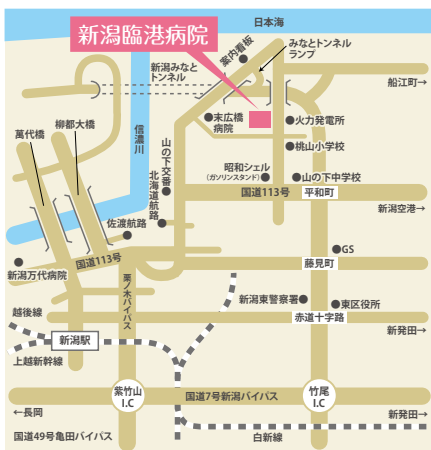 日本海
新潟臨港病院
案内看板
みなとトンネル
ランプ
新潟みなと
トンネル
船江町→
柳都大橋
萬代橋
信濃川
山の下交番
末広橋
病院
火力発電所
桃山小学校
昭和シェル
(ガソリンスタンド)
山の下中学校
北海道航路
国道113号
平和町
新潟空港→
佐渡航路
GS
国道113号
藤見町
新潟万代病院
栗ノ木バイパス
新潟東警察署
東区役所
越後線
赤道十字路
新発田→
新潟駅
上越新幹線
紫竹山
I.C
国道7号新潟バイパス
竹尾
I.C
←長岡
新発田→
国道49号亀田バイパス
白新線